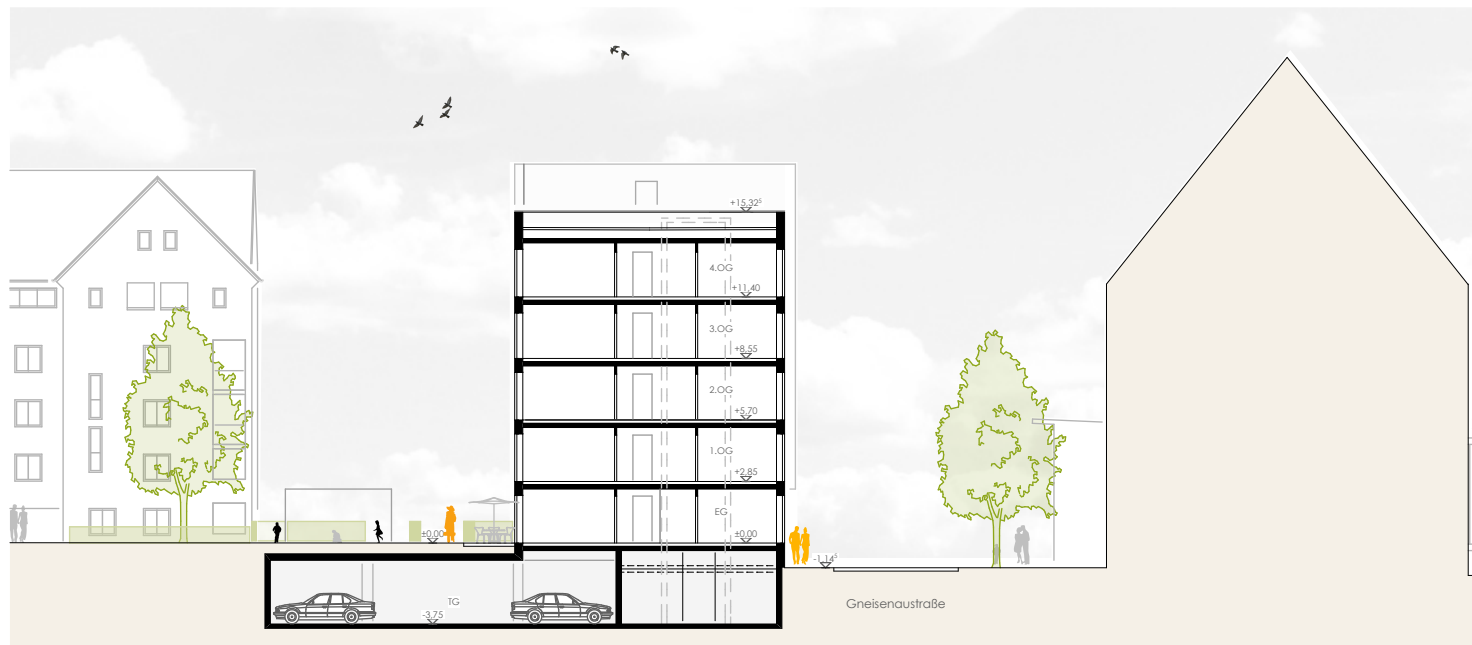 +15.32⁵
4.OG
+11.40
3.OG
+8.55
2.OG
+5.70
1.OG
+2.85
EG
±0.00
±0.00
-1.14⁵
TG
-3.75
Gneisenaustraße